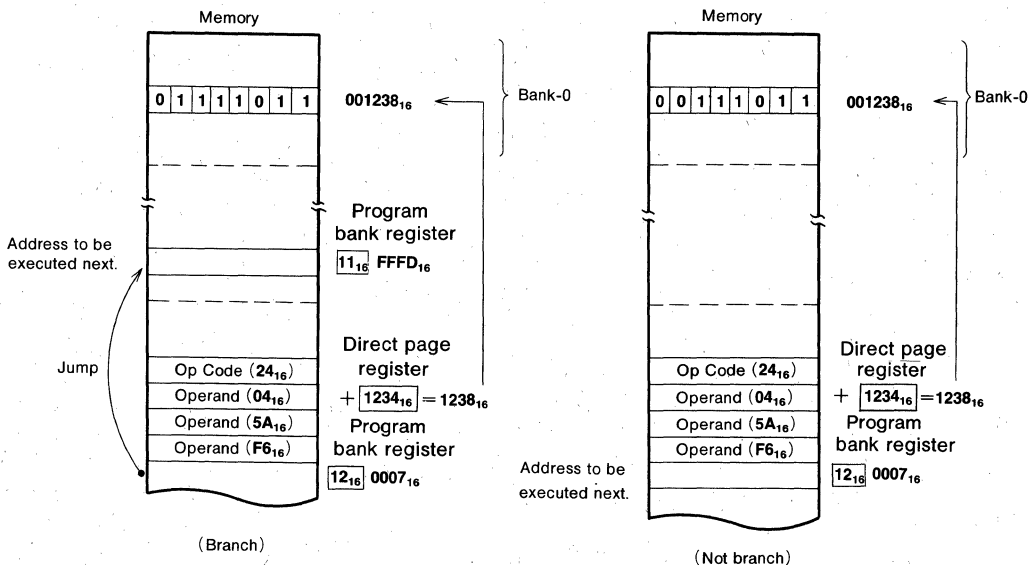 Memory
0 1 1 1 1 0 1 1
001238₁₆
Bank-0
Program
bank register
11₁₆ FFFD₁₆
Address to be
executed next.
Jump
Direct page
register
Op Code (24₁₆)
Operand (04₁₆)
+ 1234₁₆ = 1238₁₆
Operand (5A₁₆)
Program
Operand (F6₁₆)
bank register
12₁₆ 0007₁₆
(Branch)
Memory
0 0 1 1 1 0 1 1
001238₁₆
Bank-0
Direct page
register
Op Code (24₁₆)
Operand (04₁₆)
+ 1234₁₆ = 1238₁₆
Operand (5A₁₆)
Program
Operand (F6₁₆)
bank register
12₁₆ 0007₁₆
Address to be
executed next.
(Not branch)